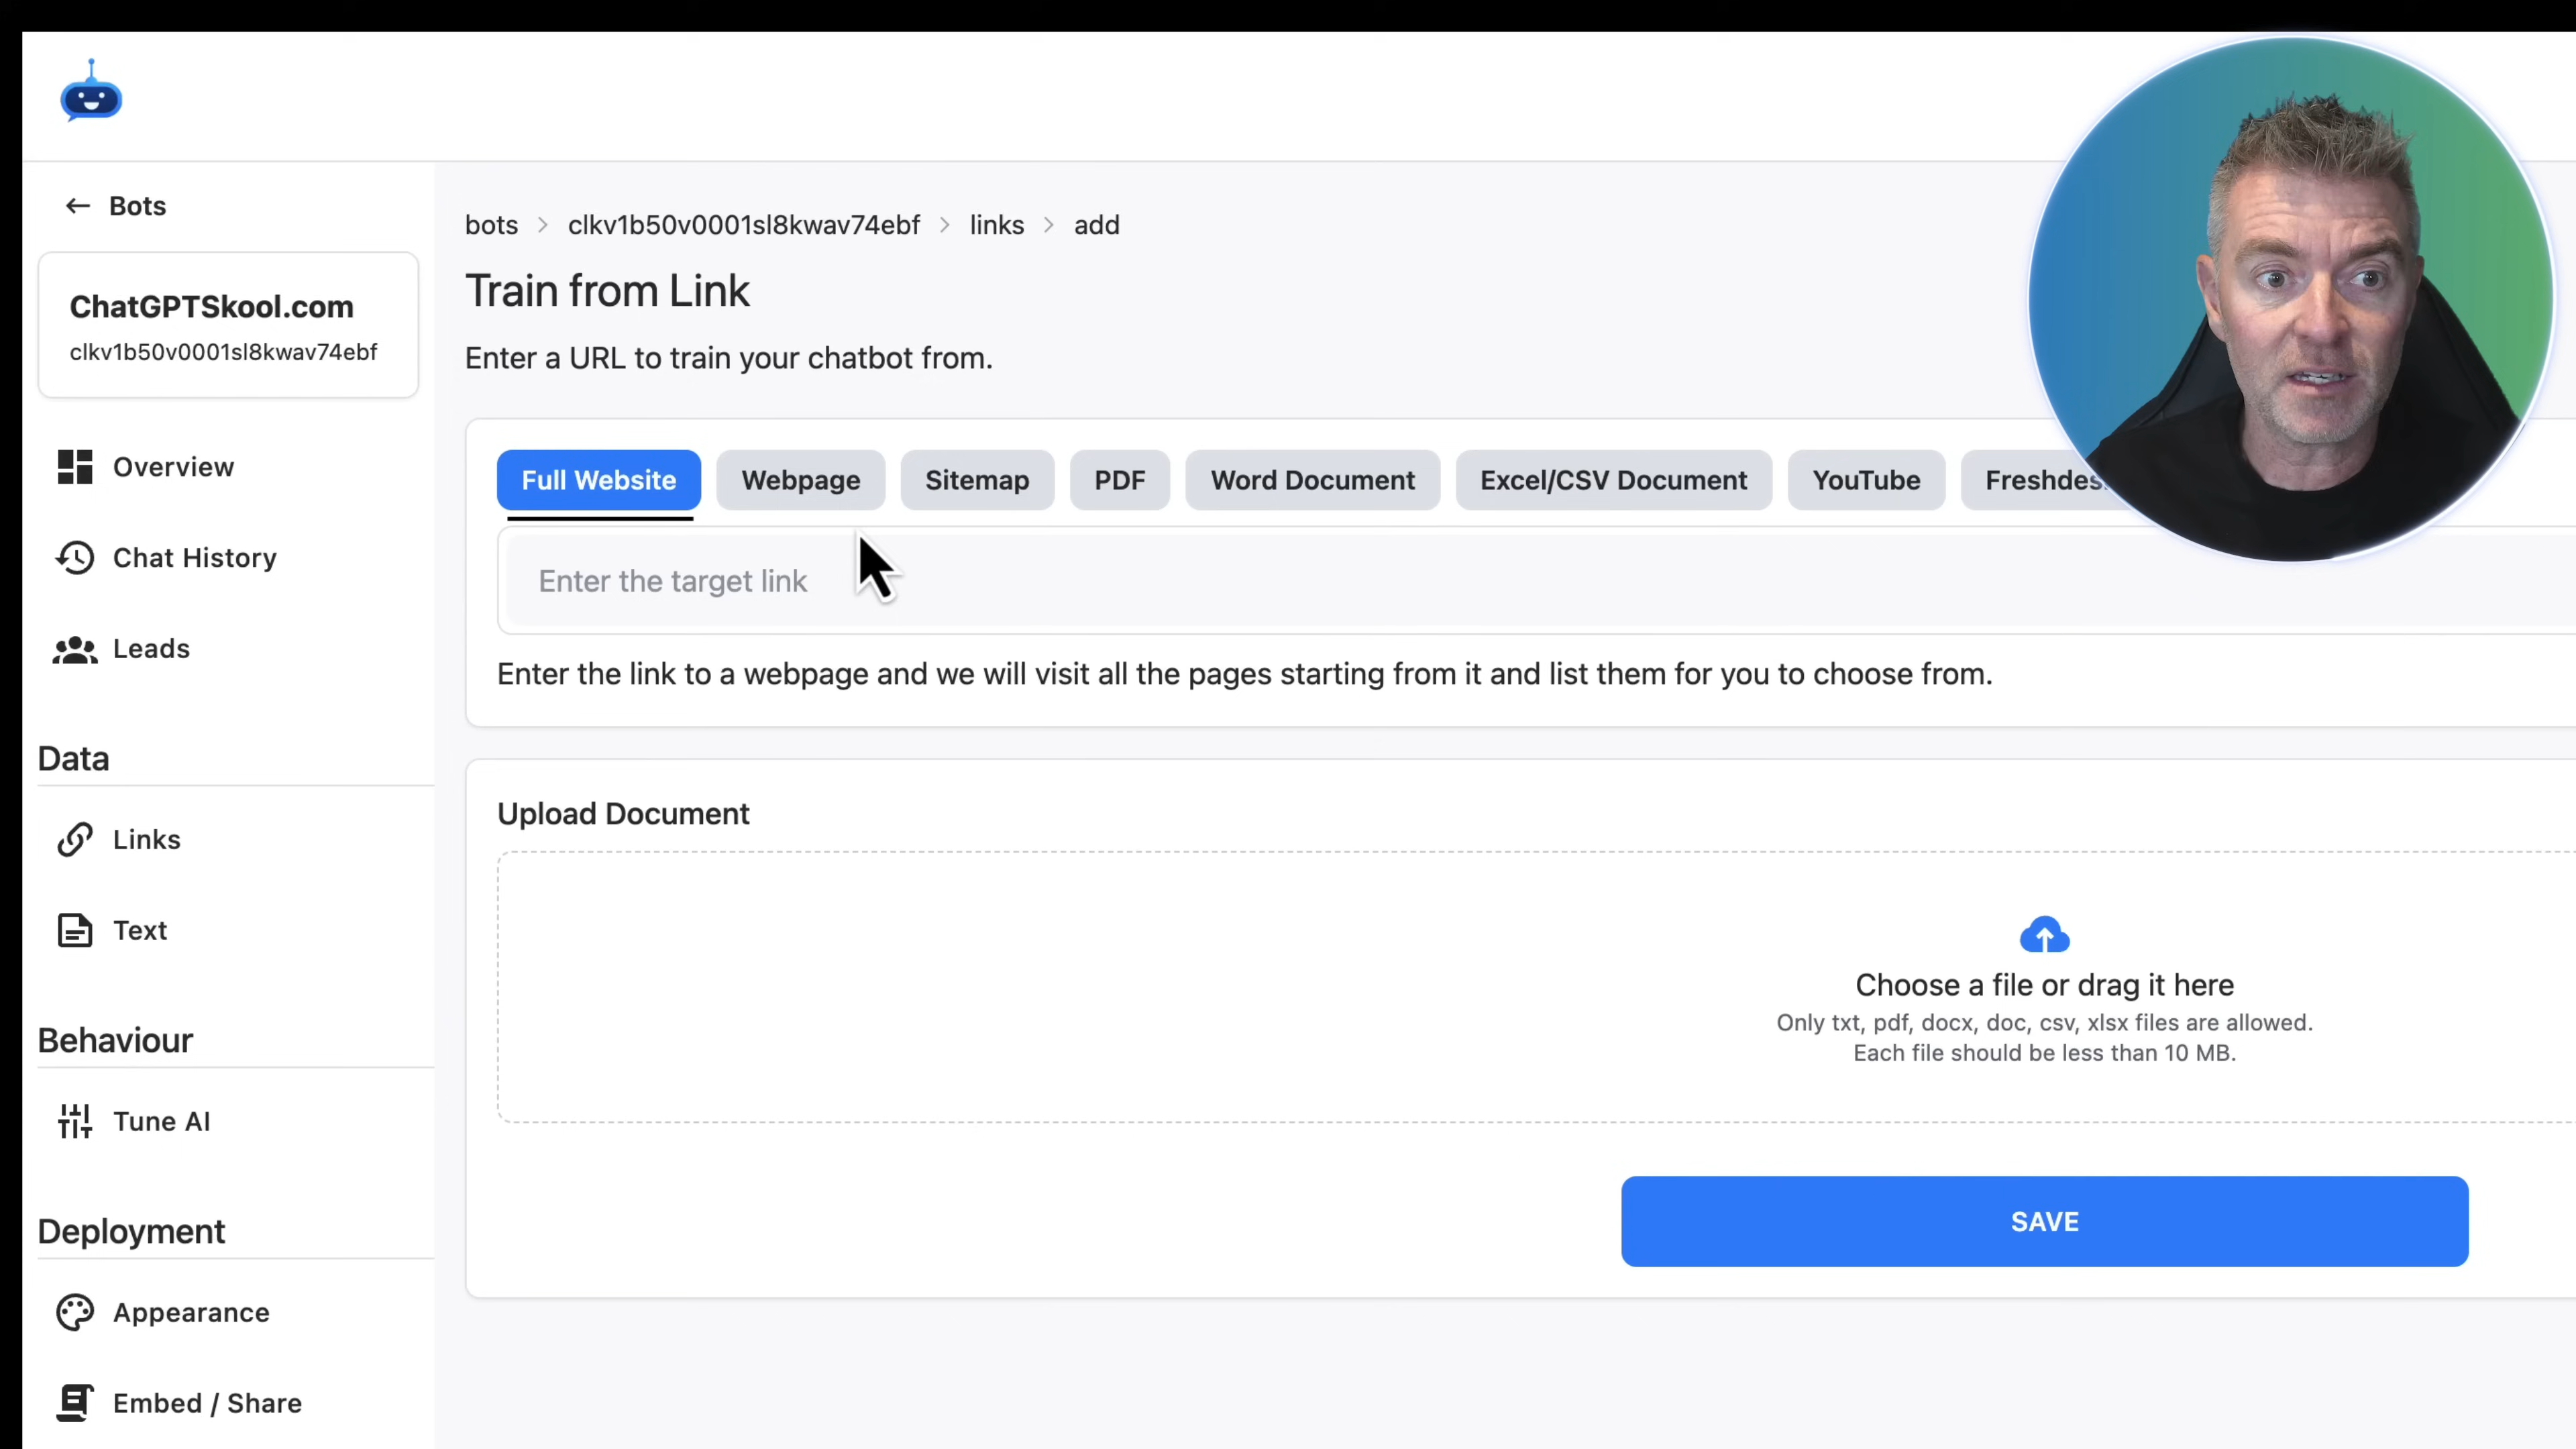 ← Bots
ChatGPTSkool.com
clkv1b50v0001sl8kwav74ebf
Overview
Chat History
Leads
Data
Links
Text
Behaviour
Tune AI
Deployment
Appearance
Embed / Share
bots > clkv1b50v0001sl8kwav74ebf > links > add
Train from Link
Enter a URL to train your chatbot from.
Full Website Webpage Sitemap PDF Word Document Excel/CSV Document YouTube
Enter the target link
Enter the link to a webpage and we will visit all the pages starting from it and list them for you to choose from.
Upload Document
Choose a file or drag it here
Only txt, pdf, docx, doc, csv, xlsx files are allowed.
Each file should be less than 10 MB.
SAVE